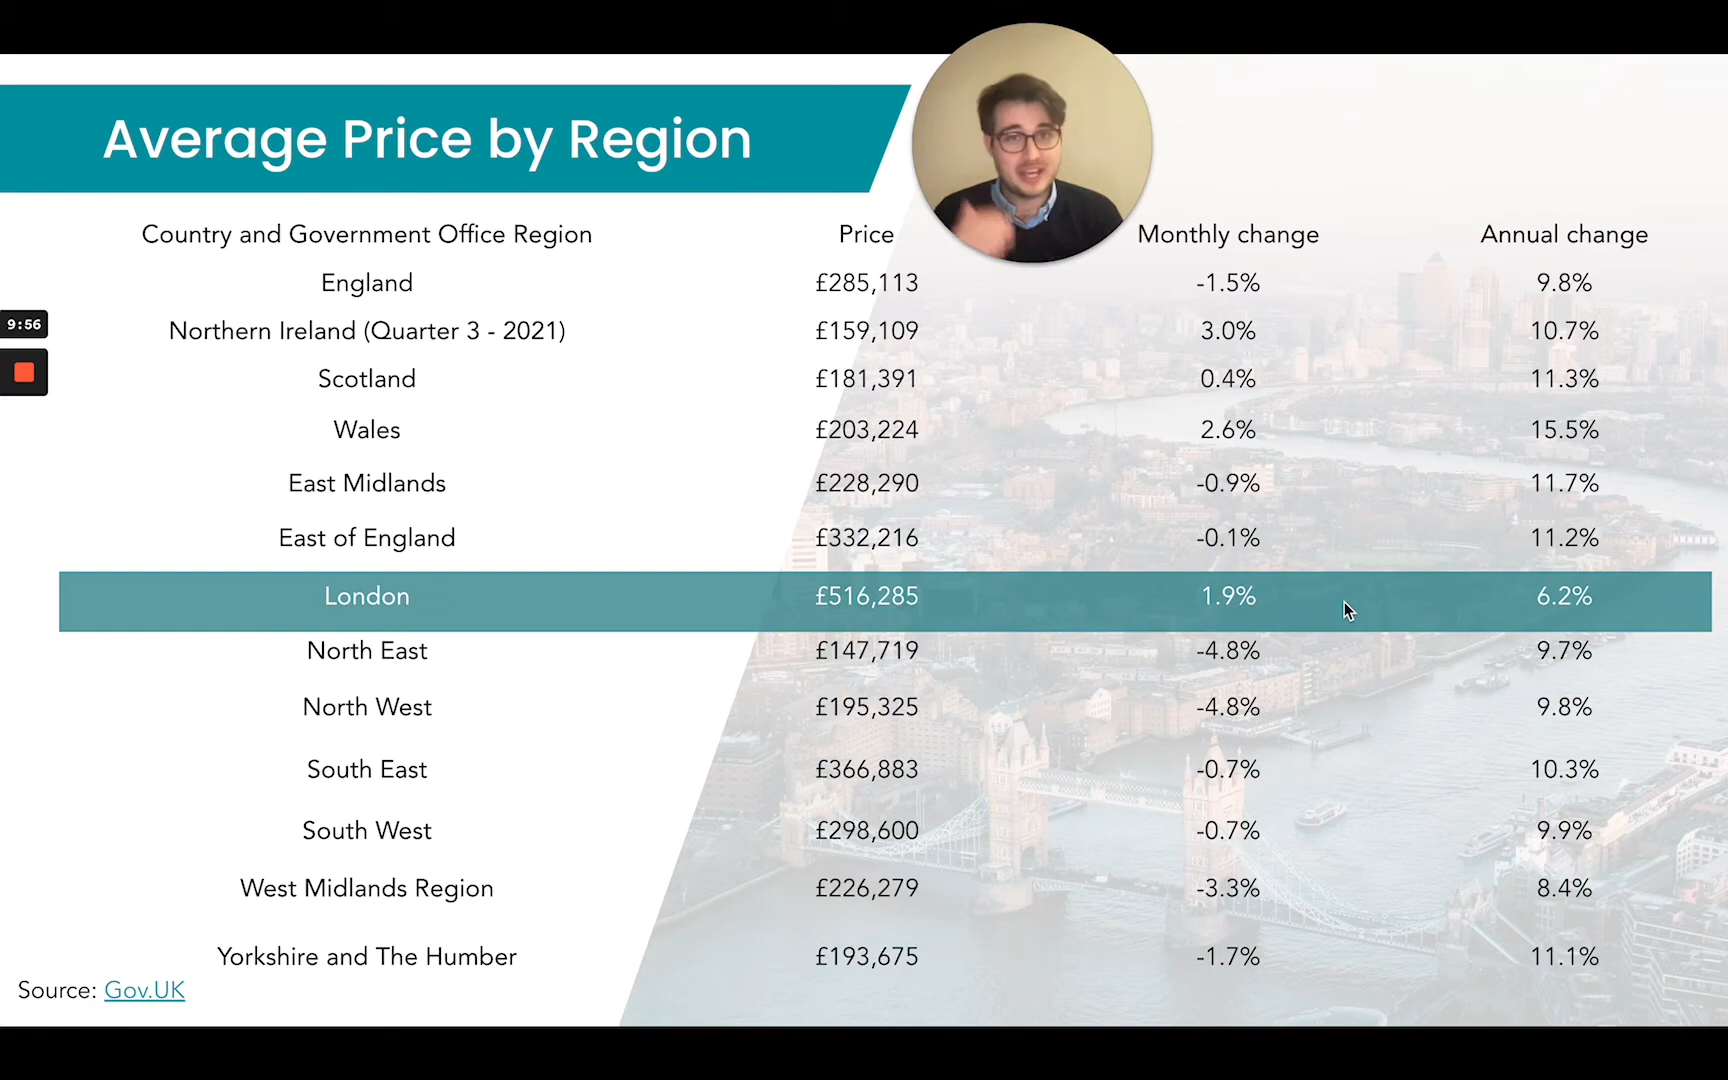 Average Price by Region
Country and Government Office Region Price Monthly change Annual change
England £285,113 -1.5% 9.8%
9:56
Northern Ireland (Quarter 3 - 2021) £159,109 3.0% 10.7%
Scotland £181,391 0.4% 11.3%
Wales £203,224 2.6% 15.5%
East Midlands £228,290 -0.9% 11.7%
East of England £332,216 -0.1% 11.2%
London £516,285 1.9% 6.2%
North East £147,719 -4.8% 9.7%
North West £195,325 -4.8% 9.8%
South East £366,883 -0.7% 10.3%
South West £298,600 -0.7% 9.9%
West Midlands Region £226,279 -3.3% 8.4%
Yorkshire and The Humber £193,675 -1.7% 11.1%
Source: Gov.UK